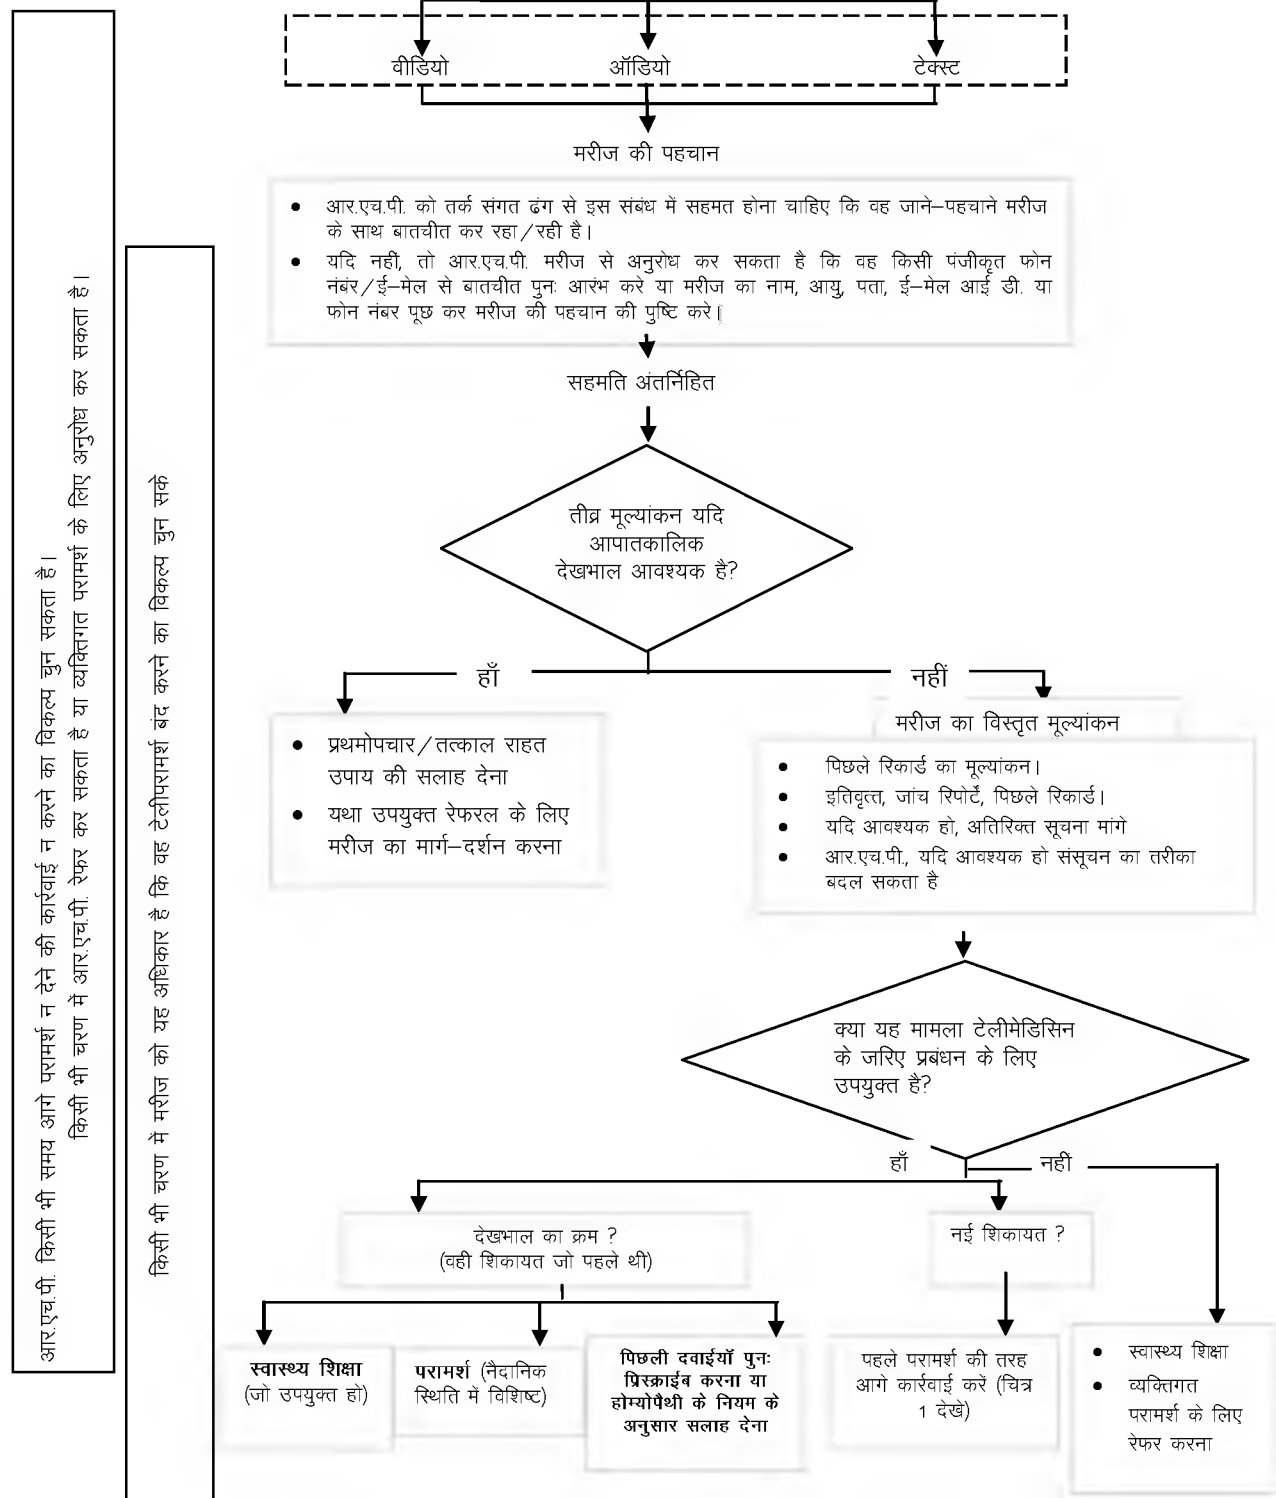 वीडियो
ऑडियो
टेक्स्ट
मरीज की पहचान
• आर.एच.पी. को तर्क संगत ढंग से इस संबंध में सहमत होना चाहिए कि वह जाने–पहचाने मरीज
के साथ बातचीत कर रहा/रही है।
• यदि नहीं, तो आर.एच.पी. मरीज से अनुरोध कर सकता है कि वह किसी पंजीकृत फोन
नंबंर/ई–मेल से बातचीत पुनः आरंभ करे या मरीज का नाम, आयु, पता, ई–मेल आई डी. या
फोन नंबर पूछ कर मरीज की पहचान की पुष्टि करे।
सहमति अंतर्निहित
तीव्र मूल्यांकन यदि
आपातकालिक
देखभाल आवश्यक है?
हाँ
नहीं
• प्रथमोपचार/तत्काल राहत
उपाय की सलाह देना
• यथा उपयुक्त रेफरल के लिए
मरीज का मार्ग–दर्शन करना
मरीज का विस्तृत मूल्यांकन
• पिछले रिकार्ड का मूल्यांकन।
• इतिवृत्त, जांच रिपोर्टें, पिछले रिकार्ड।
• यदि आवश्यक हो, अतिरिक्त सूचना मांगे
• आर.एच.पी., यदि आवश्यक हो संसूचन का तरीका
बदल सकता है
क्या यह मामला टेलीमेडिसिन
के जरिए प्रबंधन के लिए
उपयुक्त है?
हाँ
नहीं
देखभाल का क्रम ?
(वही शिकायत जो पहले थी)
नई शिकायत ?
स्वास्थ्य शिक्षा
(जो उपयुक्त हो)
परामर्श (नैदानिक
स्थिति में विशिष्ट)
पिछली दवाईयॉ पुनः
प्रिस्क्राईब करना या
होम्योपैथी के नियम के
अनुसार सलाह देना
पहले परामर्श की तरह
आगे कार्रवाई करें (चित्र
1 देखे)
• स्वास्थ्य शिक्षा
• व्यक्तिगत
परामर्श के लिए
रेफर करना
आर.एच.पी. किसी भी समय आगे परामर्श न देने की कार्रवाई न करने का विकल्प चुन सकता है।
किसी भी चरण में आर.एच.पी. रेफर कर सकता है या व्यक्तिगत परामर्श के लिए अनुरोध कर सकता है।
किसी भी चरण में मरीज को यह अधिकार है कि वह टेलीपरामर्श बंद करने का विकल्प चुन सके